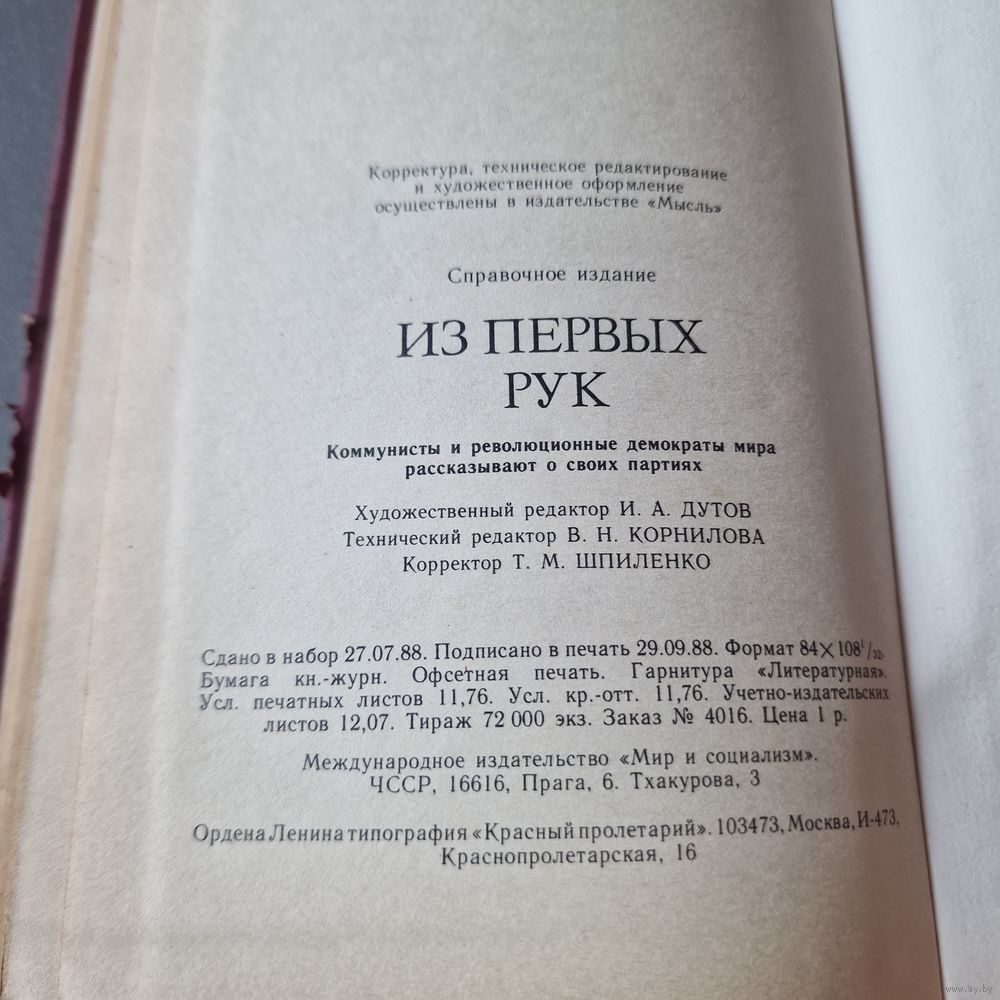 Корректура, техническое редактирование
и художественное оформление
осуществлены в издательстве «Мысль»
Справочное издание
ИЗ ПЕРВЫХ
РУК
Коммунисты и революционные демократы мира
рассказывают о своих партиях
Художественный редактор И. А. ДУТОВ
Технический редактор В. Н. КОРНИЛОВА
Корректор Т. М. ШПИЛЕНКО
Сдано в набор 27.07.88. Подписано в печать 29.09.88. Формат 84×108¹/₃₂.
Бумага кн.-журн. Офсетная печать. Гарнитура «Литературная».
Усл. печатных листов 11,76. Усл. кр.-отт. 11,76. Учетно-издательских
листов 12,07. Тираж 72 000 экз. Заказ № 4016. Цена 1 р.
Международное издательство «Мир и социализм».
ЧССР, 16616, Прага, 6. Тхакурова, 3
Ордена Ленина типография «Красный пролетарий». 103473, Москва, И-473,
Краснопролетарская, 16
www.ay.by